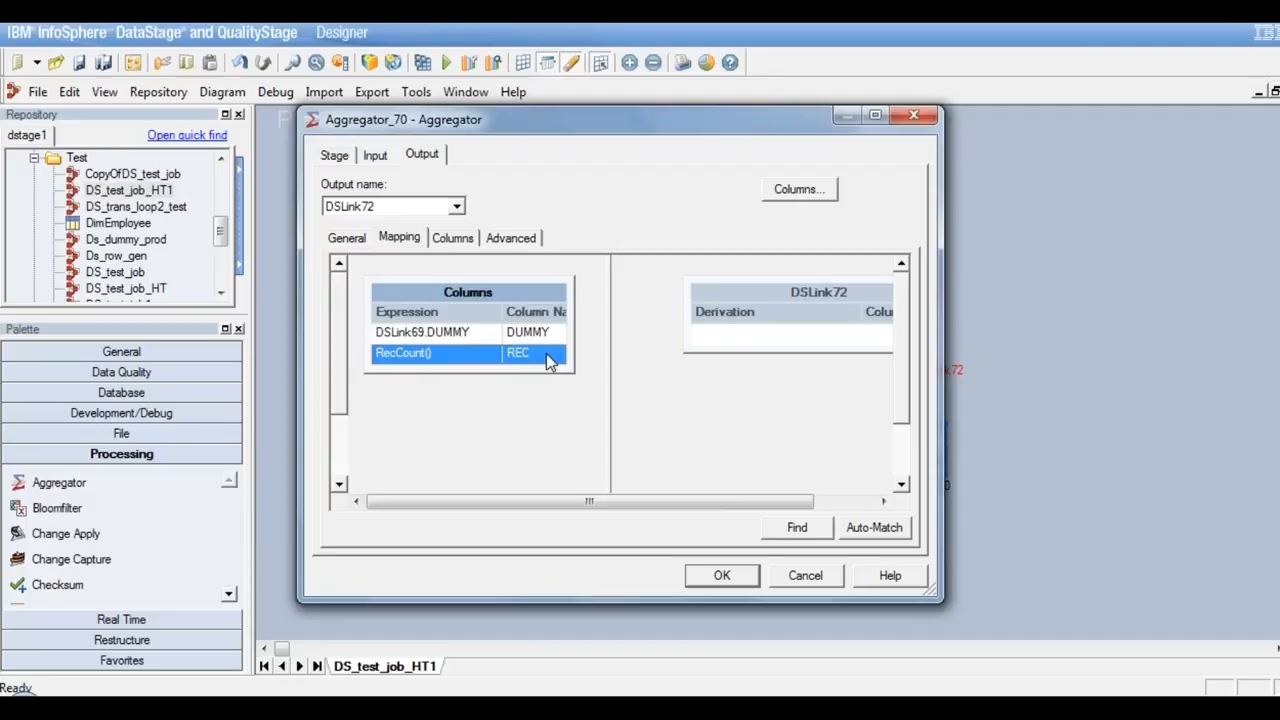 IBM® InfoSphere® DataStage® and QualityStage® Designer
File Edit View Repository Diagram Debug Import Export Tools Window Help
Repository
dstage1
Open quick find
Test
CopyOfDS_test_job
DS_test_job_HT1
DS_trans_loop2_test
DimEmployee
Ds_dummy_prod
Ds_row_gen
DS_test_job
DS_test_job_HT
Palette
General
Data Quality
Database
Development/Debug
File
Processing
Aggregator
Bloomfilter
Change Apply
Change Capture
Checksum
Real Time
Restructure
Favorites
Aggregator_70 - Aggregator
Stage Input Output
Output name:
DSLink72
Columns...
General Mapping Columns Advanced
Columns
Expression Column Na
DSLink69.DUMMY DUMMY
RecCount() REC
DSLink72
Derivation Colu
Find Auto-Match
OK Cancel Help
k72
DS_test_job_HT1
Ready